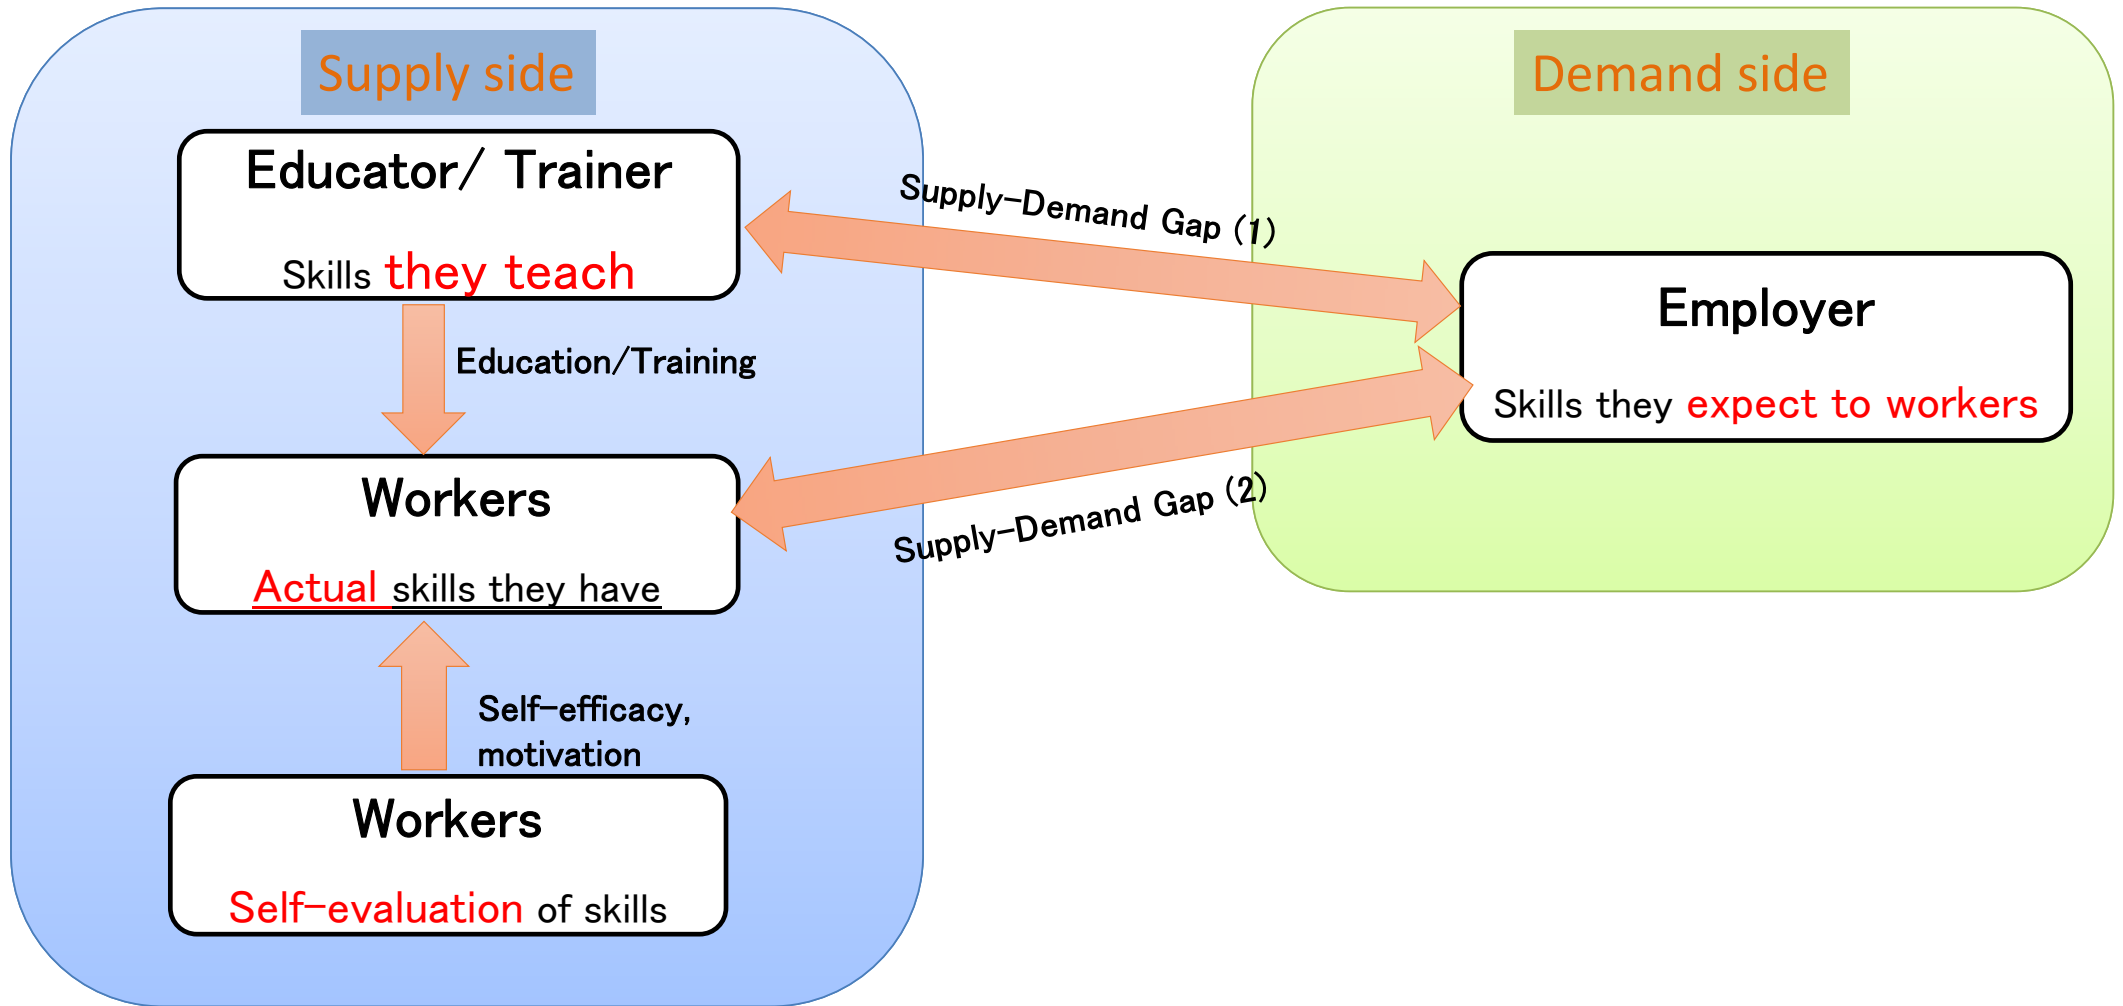 Supply side
Educator/ Trainer
Skills they teach
Education/Training
Workers
Actual skills they have
Self-efficacy,
motivation
Workers
Self-evaluation of skills
Supply-Demand Gap (1)
Supply-Demand Gap (2)
Demand side
Employer
Skills they expect to workers